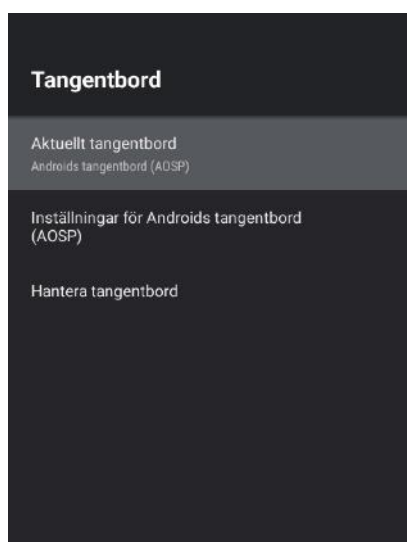 Tangentbord
Aktuellt tangentbord
Androids tangentbord (AOSP)
Inställningar för Androids tangentbord
(AOSP)
Hantera tangentbord